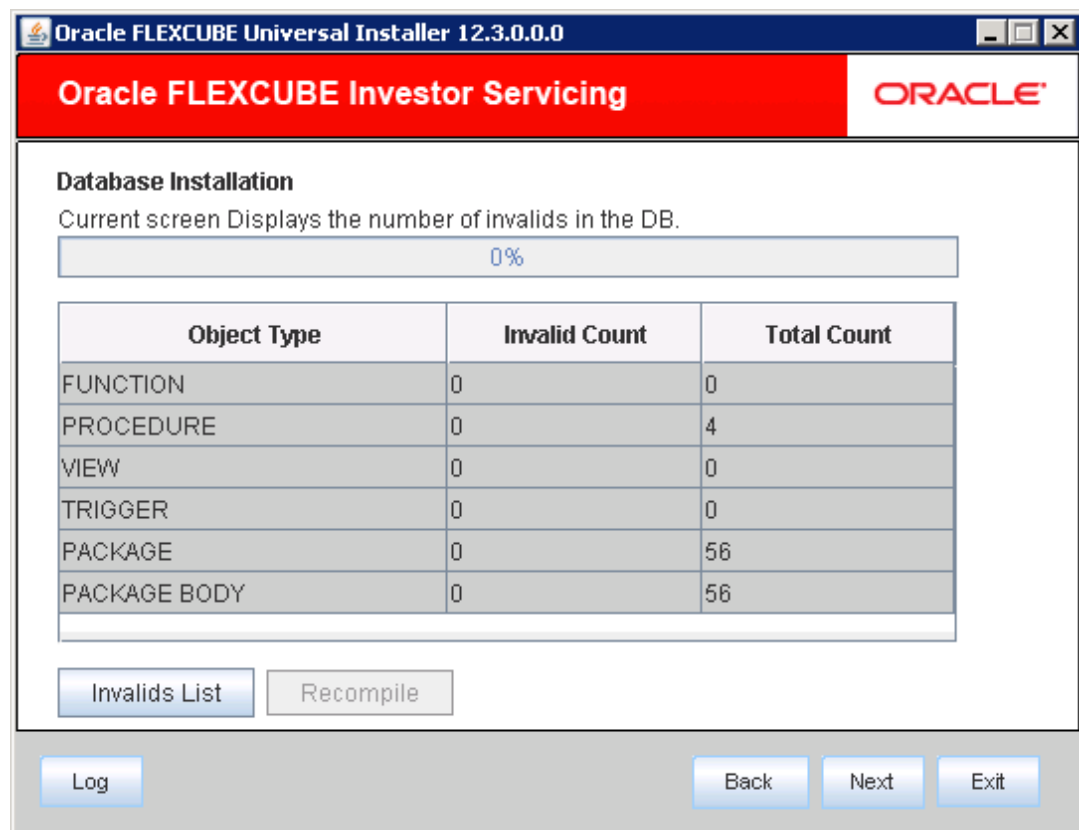 Oracle FLEXCUBE Universal Installer 12.3.0.0.0
Oracle FLEXCUBE Investor Servicing
ORACLE
Database Installation
Current screen Displays the number of invalids in the DB.
0%
Object Type Invalid Count Total Count
FUNCTION 0 0
PROCEDURE 0 4
VIEW 0 0
TRIGGER 0 0
PACKAGE 0 56
PACKAGE BODY 0 56
Invalids List Recompile
Log Back Next Exit